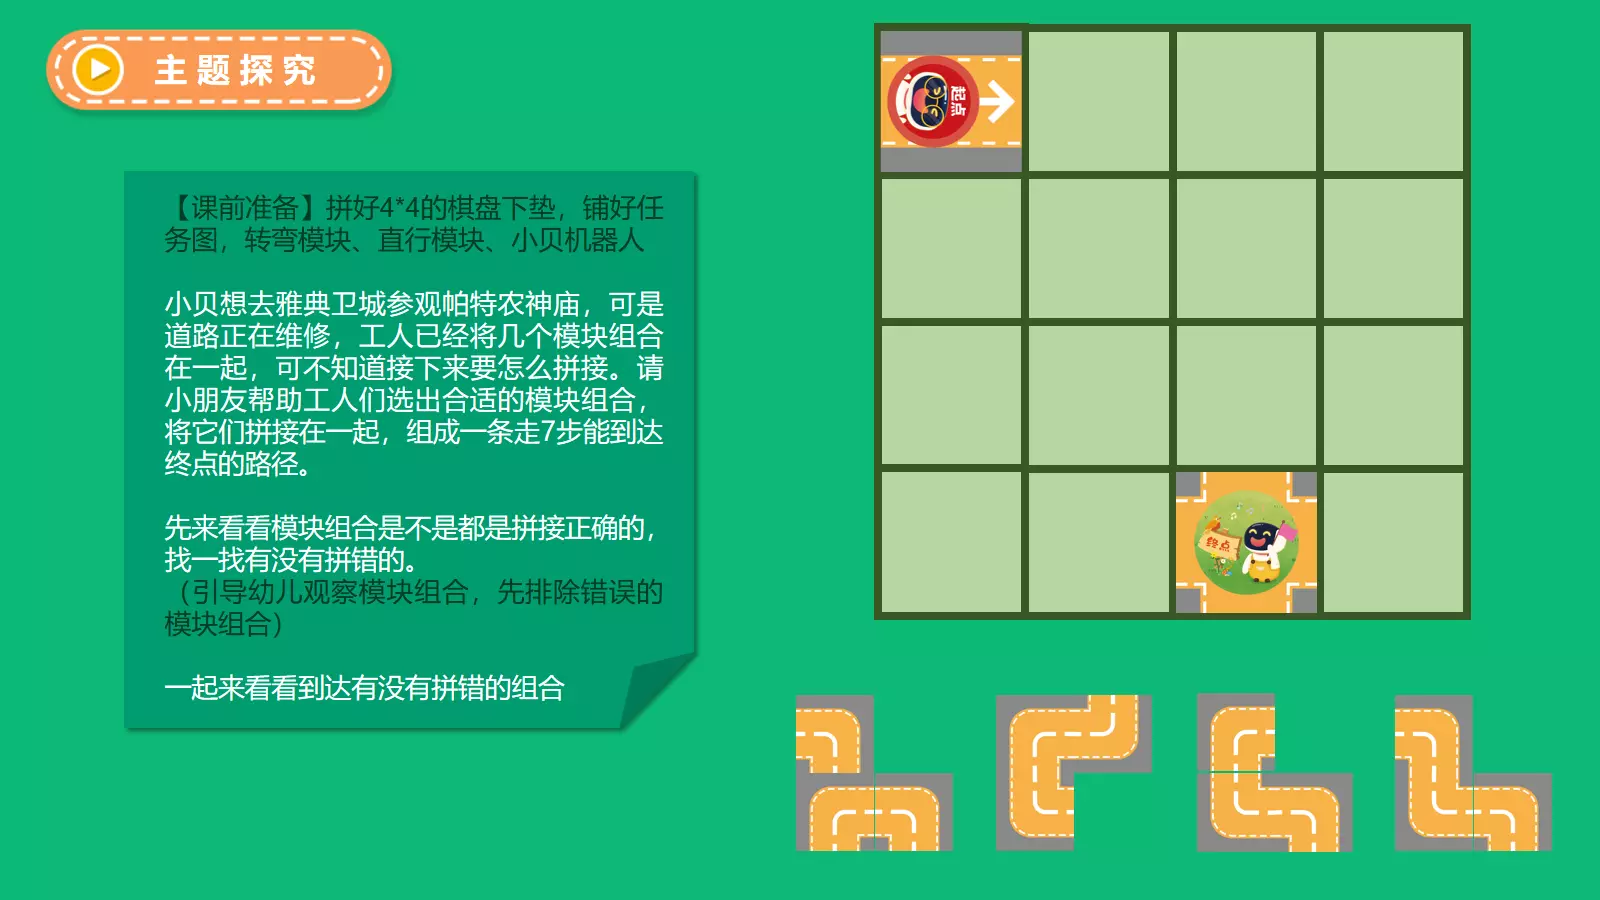 主题探究
【课前准备】拼好4*4的棋盘下垫，铺好任
务图，转弯模块、直行模块、小贝机器人
小贝想去雅典卫城参观帕特农神庙，可是
道路正在维修，工人已经将几个模块组合
在一起，可不知道接下来要怎么拼接。请
小朋友帮助工人们选出合适的模块组合，
将它们拼接在一起，组成一条走7步能到达
终点的路径。
先来看看模块组合是不是都是拼接正确的，
找一找有没有拼错的。
（引导幼儿观察模块组合，先排除错误的
模块组合）
一起来看看到达有没有拼错的组合
起点
终点